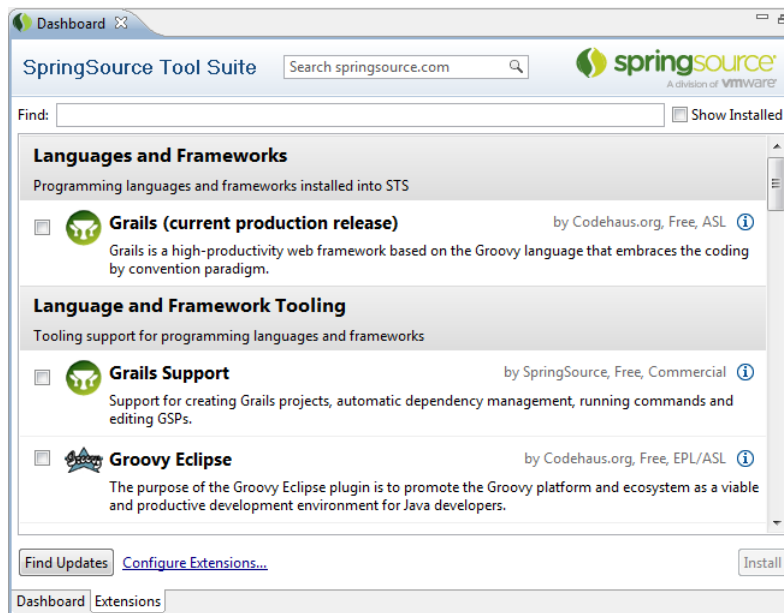 Dashboard
SpringSource Tool Suite
Search springsource.com
springsource
A division of vmware
Find:
Show Installed
Languages and Frameworks
Programming languages and frameworks installed into STS
Grails (current production release)
by Codehaus.org, Free, ASL
Grails is a high-productivity web framework based on the Groovy language that embraces the coding
by convention paradigm.
Language and Framework Tooling
Tooling support for programming languages and frameworks
Grails Support
by SpringSource, Free, Commercial
Support for creating Grails projects, automatic dependency management, running commands and
editing GSPs.
Groovy
Groovy Eclipse
by Codehaus.org, Free, EPL/ASL
The purpose of the Groovy Eclipse plugin is to promote the Groovy platform and ecosystem as a viable
and productive development environment for Java developers.
Find Updates
Configure Extensions...
Install
Dashboard
Extensions